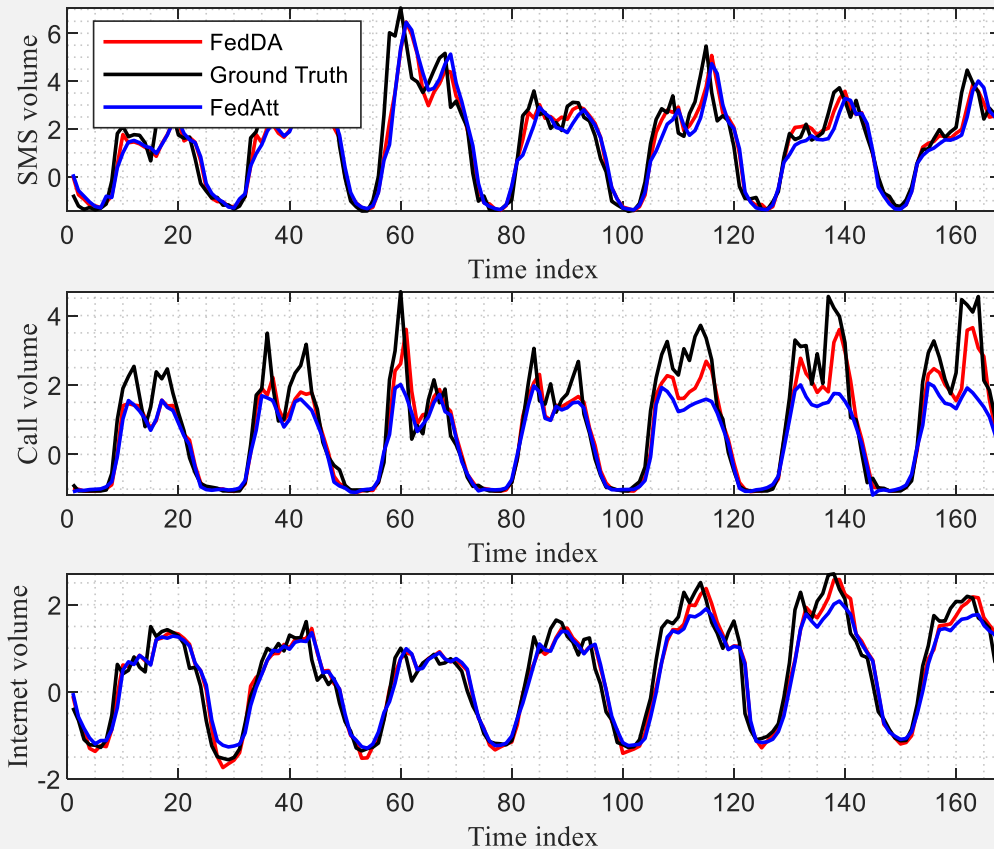 6
4
2
0
SMS volume
FedDA
Ground Truth
FedAtt
0 20 40 60 80 100 120 140 160
Time index
4
2
0
Call volume
0 20 40 60 80 100 120 140 160
Time index
2
0
-2
Internet volume
0 20 40 60 80 100 120 140 160
Time index